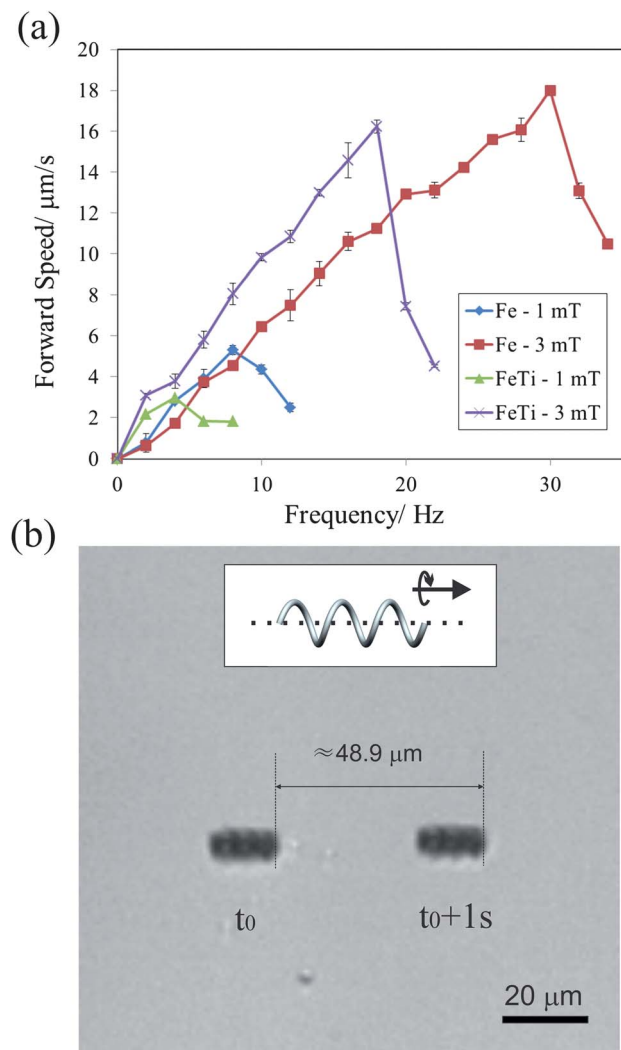 (a)
20
18
16
14
12
10
8
6
4
2
0
Forward Speed/ μm/s
Fe - 1 mT
Fe - 3 mT
FeTi - 1 mT
FeTi - 3 mT
0 10 20 30
Frequency/ Hz
(b)
≈48.9 μm
t0 t0+1s
20 μm